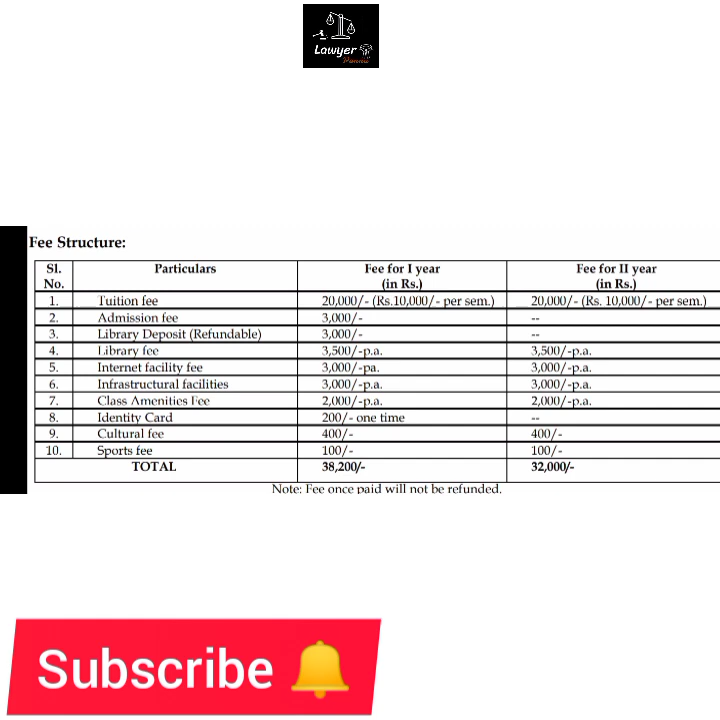 Lawyer
Fee Structure:
Sl. No. Particulars Fee for I year (in Rs.) Fee for II year (in Rs.)
1. Tuition fee 20,000/- (Rs.10,000/- per sem.) 20,000/- (Rs. 10,000/- per sem.)
2. Admission fee 3,000/- --
3. Library Deposit (Refundable) 3,000/- --
4. Library fee 3,500/-p.a. 3,500/-p.a.
5. Internet facility fee 3,000/-pa. 3,000/-p.a.
6. Infrastructural facilities 3,000/-p.a. 3,000/-p.a.
7. Class Amenities Fee 2,000/-p.a. 2,000/-p.a.
8. Identity Card 200/- one time --
9. Cultural fee 400/- 400/-
10. Sports fee 100/- 100/-
TOTAL 38,200/- 32,000/-
Note: Fee once paid will not be refunded.
Subscribe